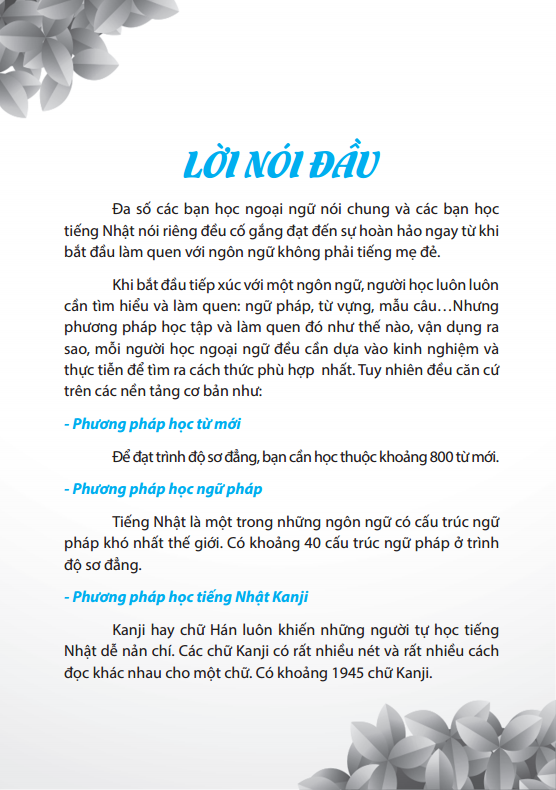 LỜI NÓI ĐẦU
Đa số các bạn học ngoại ngữ nói chung và các bạn học
tiếng Nhật nói riêng đều cố gắng đạt đến sự hoàn hảo ngay từ khi
bắt đầu làm quen với ngôn ngữ không phải tiếng mẹ đẻ.
Khi bắt đầu tiếp xúc với một ngôn ngữ, người học luôn luôn
cần tìm hiểu và làm quen: ngữ pháp, từ vựng, mẫu câu…Nhưng
phương pháp học tập và làm quen đó như thế nào, vận dụng ra
sao, mỗi người học ngoại ngữ đều cần dựa vào kinh nghiệm và
thực tiễn để tìm ra cách thức phù hợp nhất. Tuy nhiên đều căn cứ
trên các nền tảng cơ bản như:
- Phương pháp học từ mới
Để đạt trình độ sơ đẳng, bạn cần học thuộc khoảng 800 từ mới.
- Phương pháp học ngữ pháp
Tiếng Nhật là một trong những ngôn ngữ có cấu trúc ngữ
pháp khó nhất thế giới. Có khoảng 40 cấu trúc ngữ pháp ở trình
độ sơ đẳng.
- Phương pháp học tiếng Nhật Kanji
Kanji hay chữ Hán luôn khiến những người tự học tiếng
Nhật dễ nản chí. Các chữ Kanji có rất nhiều nét và rất nhiều cách
đọc khác nhau cho một chữ. Có khoảng 1945 chữ Kanji.